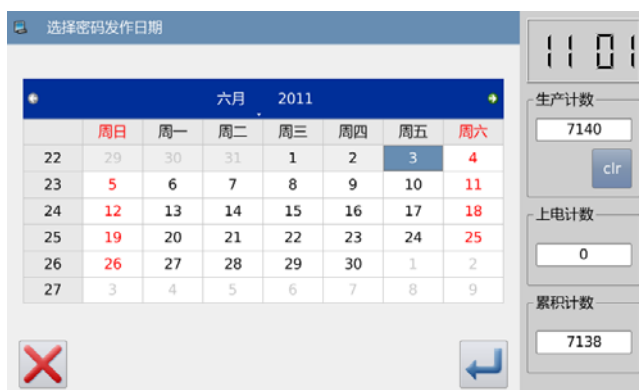 选择密码发作日期
11 01
六月 2011
周日 周一 周二 周三 周四 周五 周六
22 29 30 31 1 2 3 4
23 5 6 7 8 9 10 11
24 12 13 14 15 16 17 18
25 19 20 21 22 23 24 25
26 26 27 28 29 30 1 2
27 3 4 5 6 7 8 9
生产计数
7140
clr
上电计数
0
累积计数
7138